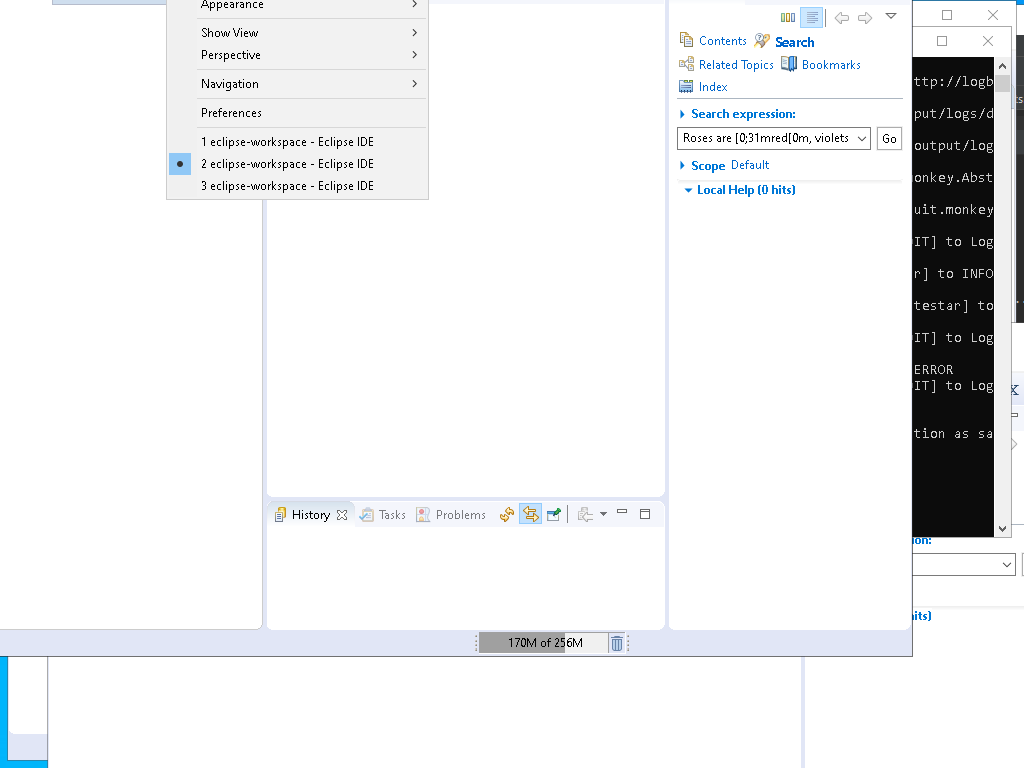 Appearance
Show View
Perspective
Navigation
Preferences
1 eclipse-workspace - Eclipse IDE
2 eclipse-workspace - Eclipse IDE
3 eclipse-workspace - Eclipse IDE
Contents Search
Related Topics Bookmarks
Index
Search expression:
Roses are [0;31mred[0m, violets Go
Scope Default
Local Help (0 hits)
History Tasks Problems
170M of 256M
ttp://logb
put/logs/d
output/log
onkey.Abst
uit.monkey
IT] to Log
r] to INFO
testar] to
IT] to Log
ERROR
IT] to Log
tion as sa
ion:
its)